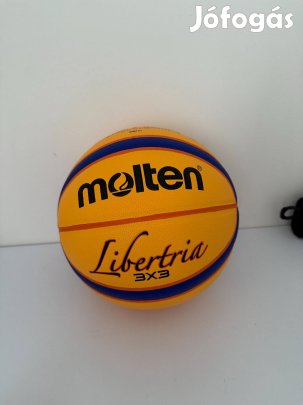 Jófogás
molten
Libertria
3X3